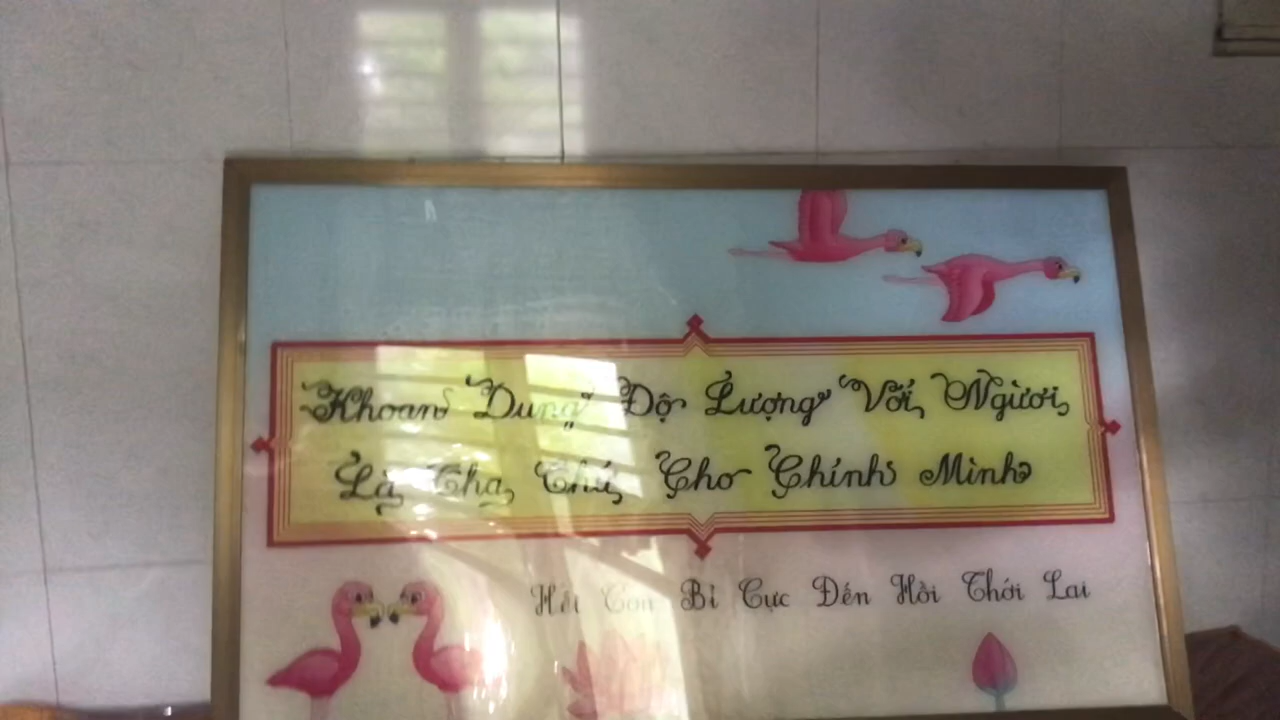 Khoan Dung Độ Lượng Với Người
Là Tha Thứ Cho Chính Mình
Hết Cơn Bỉ Cực Đến Hồi Thới Lai